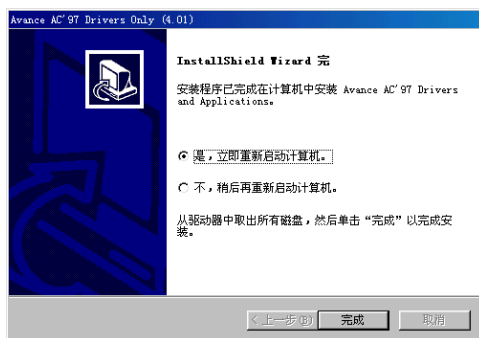 Avance AC'97 Drivers Only (4.01)
InstallShield Wizard 完
安装程序已完成在计算机中安装 Avance AC'97 Drivers
and Applications。
是，立即重新启动计算机。
不，稍后再重新启动计算机。
从驱动器中取出所有磁盘，然后单击“完成”以完成安
装。
< 上一步(B) 完成 取消